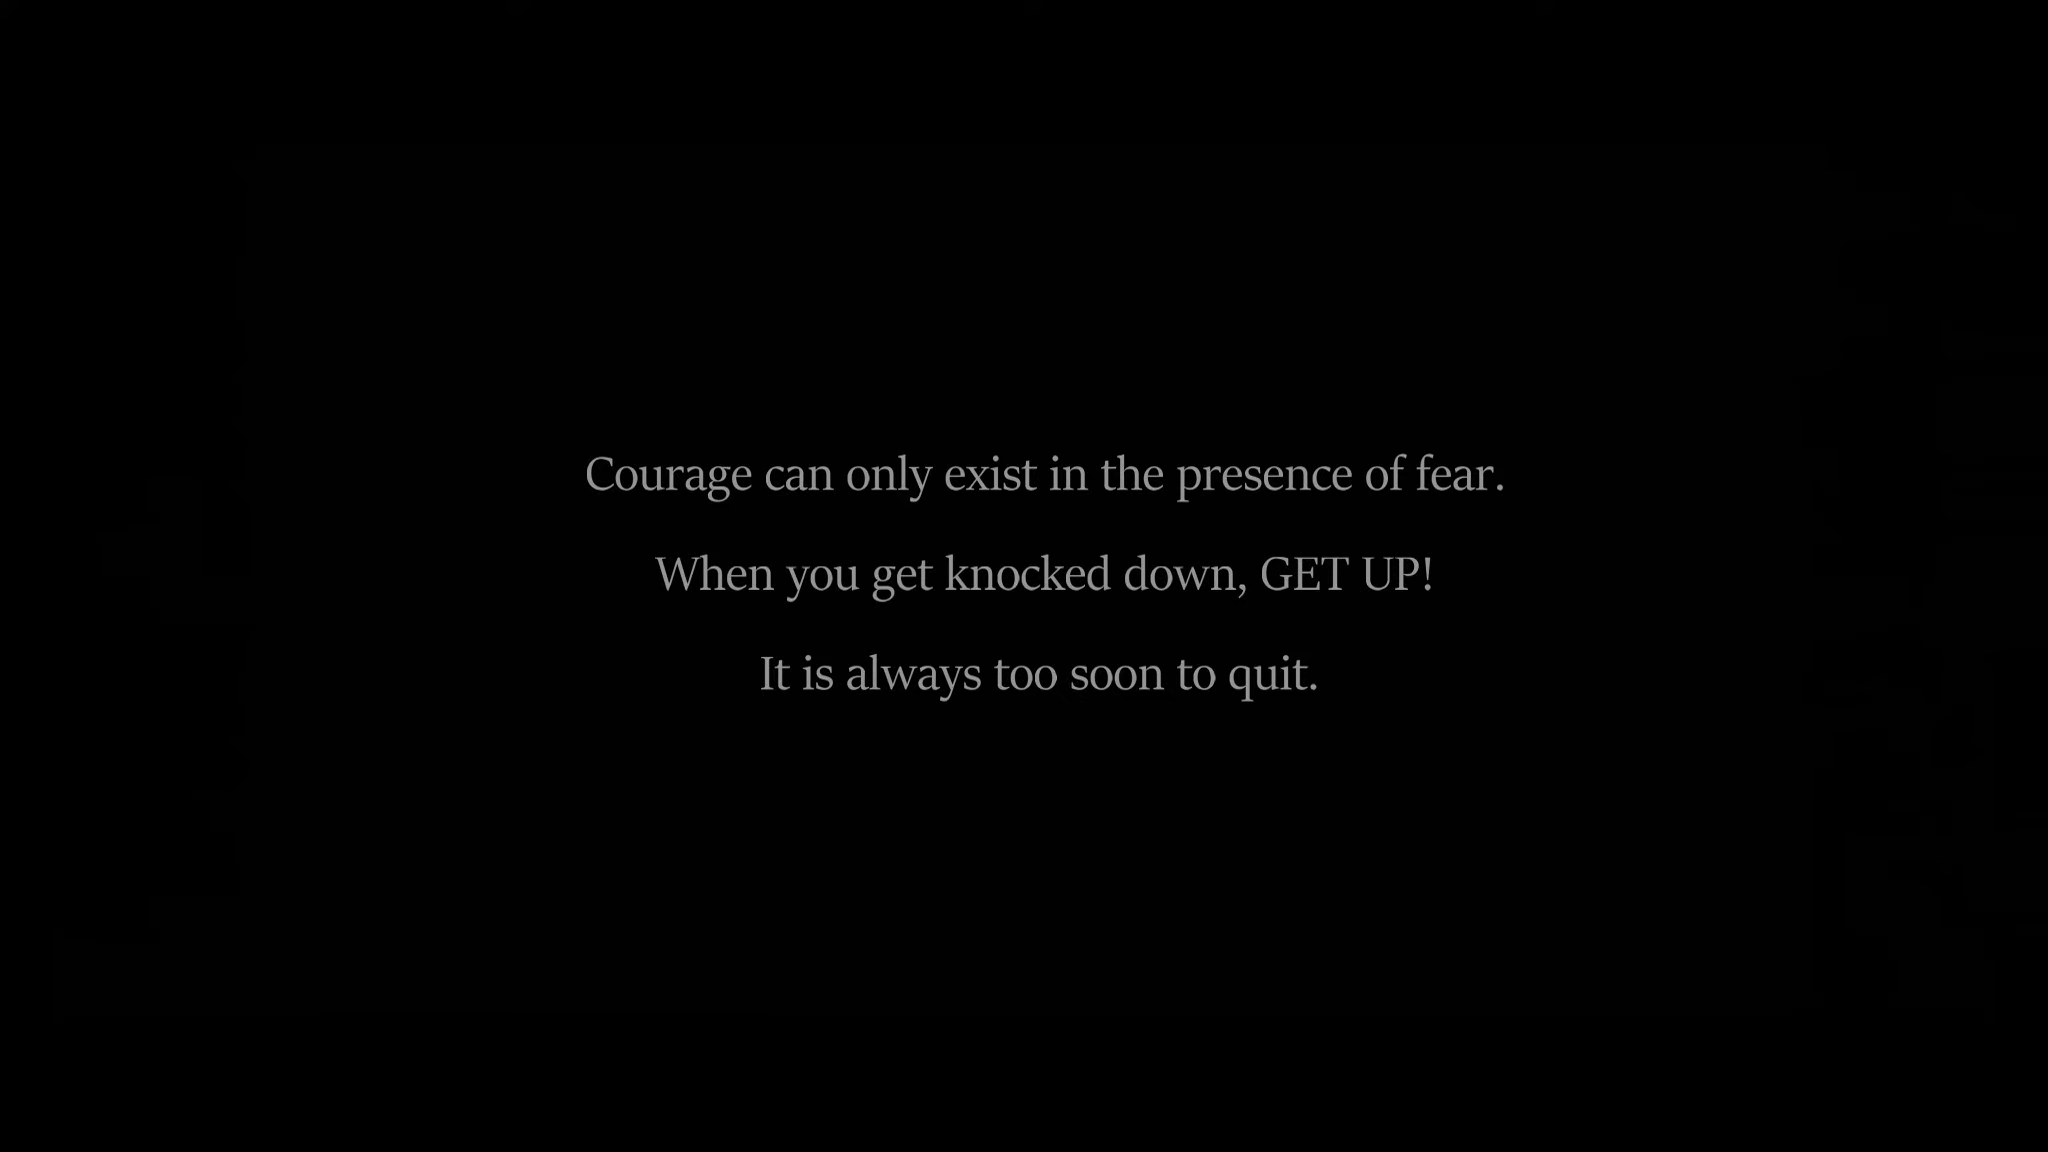 Courage can only exist in the presence of fear.
When you get knocked down, GET UP!
It is always too soon to quit.